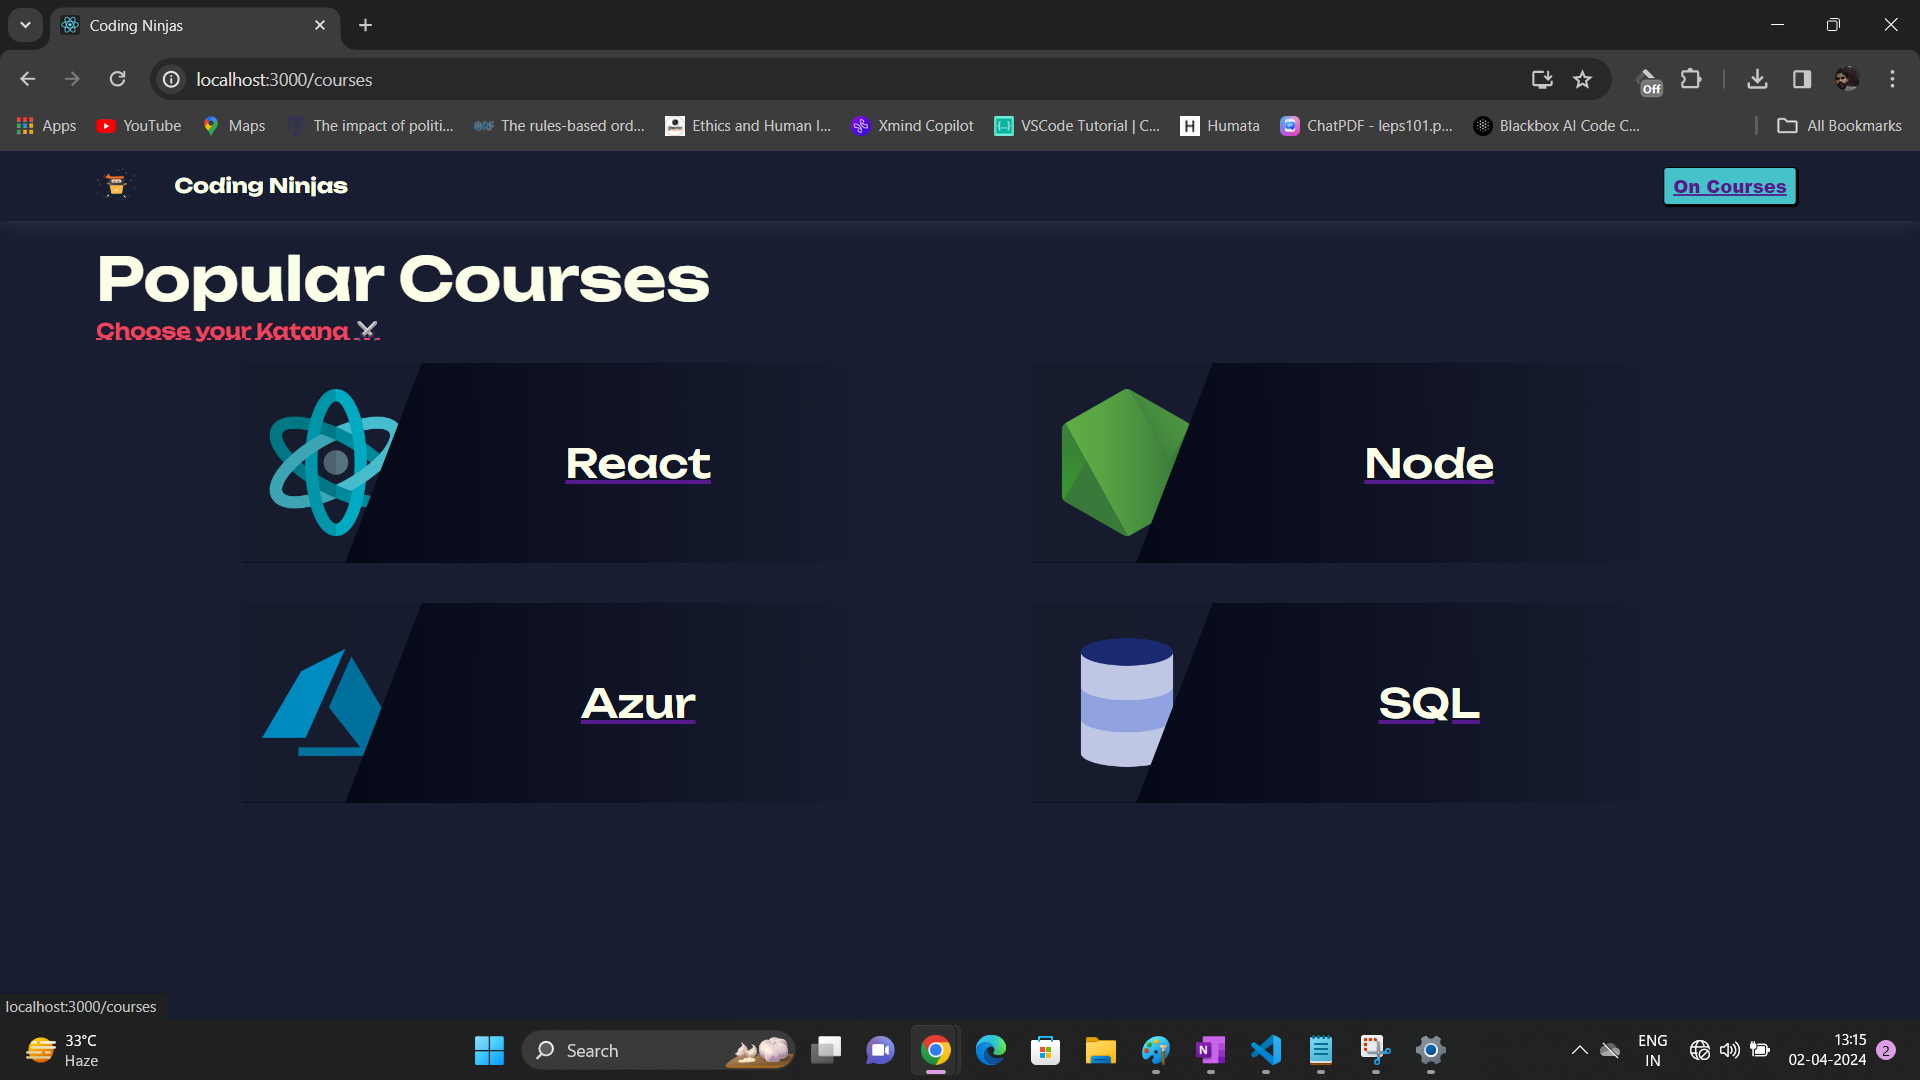 Coding Ninjas
localhost:3000/courses
Off
Apps
YouTube
Maps
The impact of politi...
The rules-based ord...
Ethics and Human I...
Xmind Copilot
VSCode Tutorial | C...
Humata
ChatPDF - leps101.p...
Blackbox AI Code C...
All Bookmarks
Coding Ninjas
On Courses
Popular Courses
Choose your Katana ⚔
React
Node
Azur
SQL
localhost:3000/courses
33°C
Haze
Search
ENG
IN
13:15
02-04-2024
2